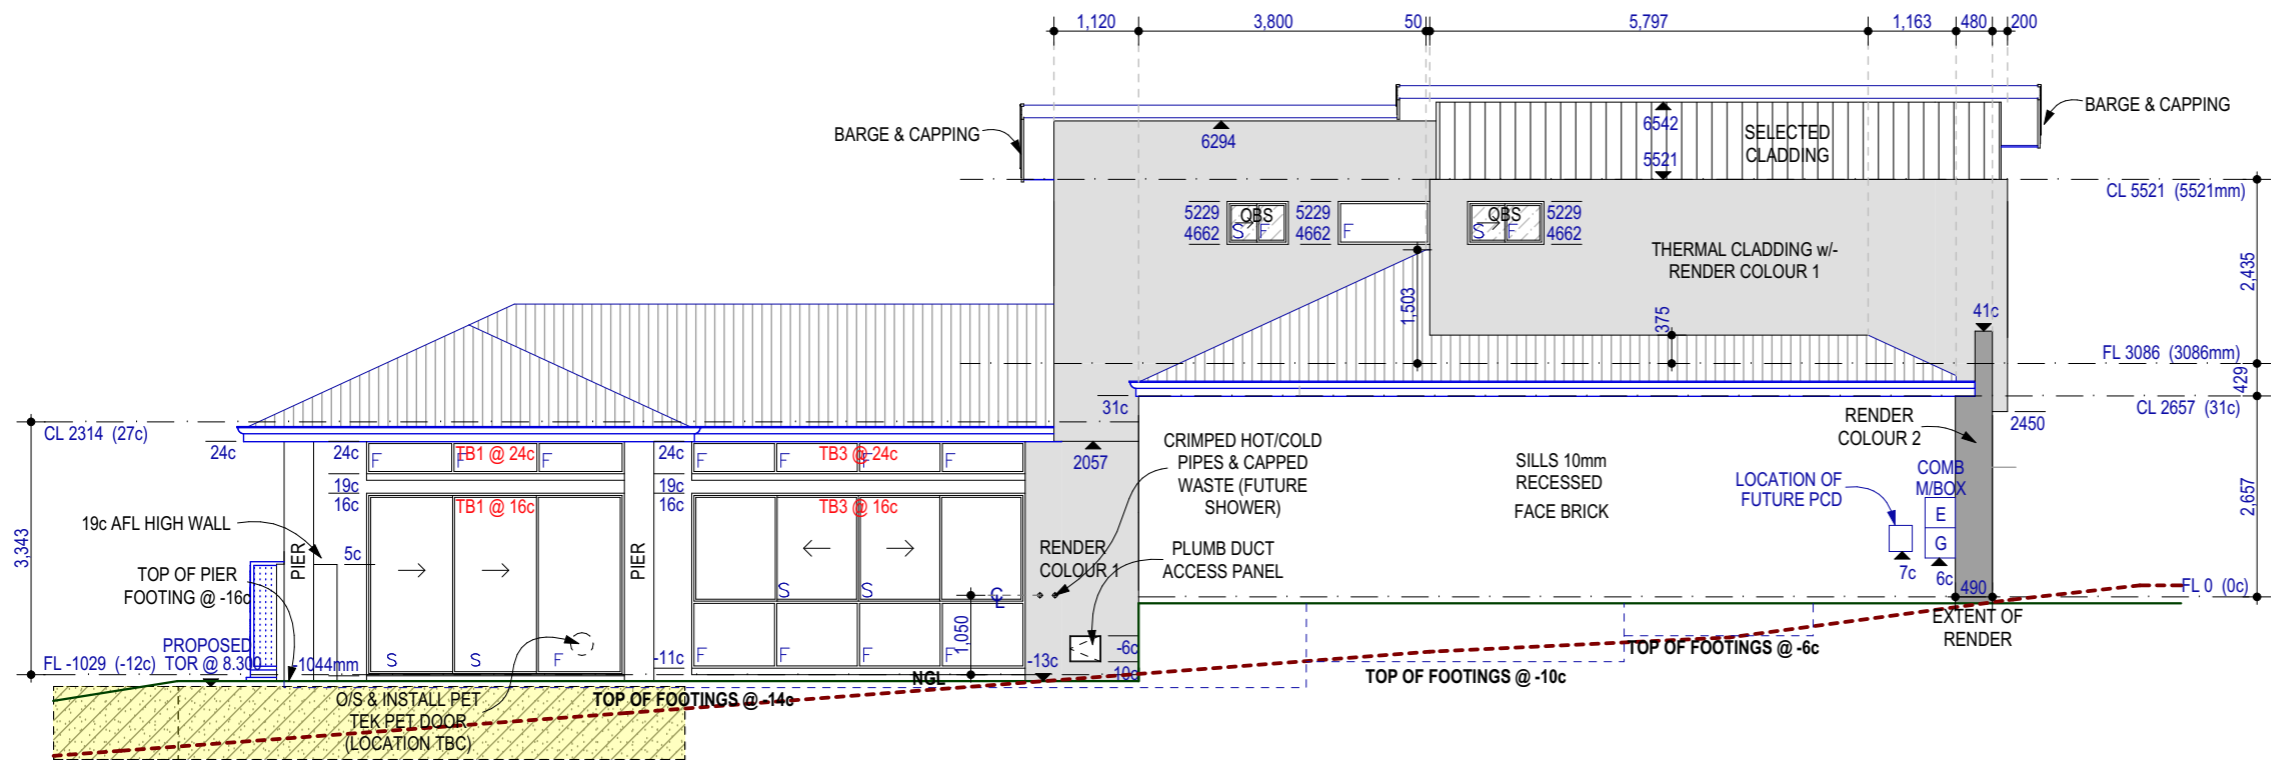 1,120
3,800
50
5,797
1,163
480
200
BARGE & CAPPING
BARGE & CAPPING
6294
6542
5521
SELECTED
CLADDING
CL 5521 (5521mm)
5229
4662
QBS
S
F
5229
4662
F
QBS
S
F
5229
4662
THERMAL CLADDING w/-
RENDER COLOUR 1
2,435
1,503
375
41c
FL 3086 (3086mm)
429
CL 2657 (31c)
31c
2450
RENDER
COLOUR 2
CL 2314 (27c)
24c
24c
F
F
F
TB1 @ 24c
24c
F
F
F
F
TB3 @ 24c
2057
CRIMPED HOT/COLD
PIPES & CAPPED
WASTE (FUTURE
SHOWER)
SILLS 10mm
RECESSED
FACE BRICK
LOCATION OF
FUTURE PCD
COMB
M/BOX
E
G
2,657
19c
16c
TB1 @ 16c
19c
16c
TB3 @ 16c
19c AFL HIGH WALL
3,343
PIER
5c
PIER
RENDER
COLOUR 1
PLUMB DUCT
ACCESS PANEL
7c
6c
TOP OF PIER
FOOTING @ -16c
S
S
CL
490
FL 0 (0c)
EXTENT OF
RENDER
1,050
PROPOSED
TOR @ 8.300
FL -1029 (-12c)
-1044mm
S
S
F
-11c
F
F
F
F
-13c
-6c
10c
NGL
TOP OF FOOTINGS @ -6c
TOP OF FOOTINGS @ -10c
TOP OF FOOTINGS @ -14c
O/S & INSTALL PET
TEK PET DOOR
(LOCATION TBC)